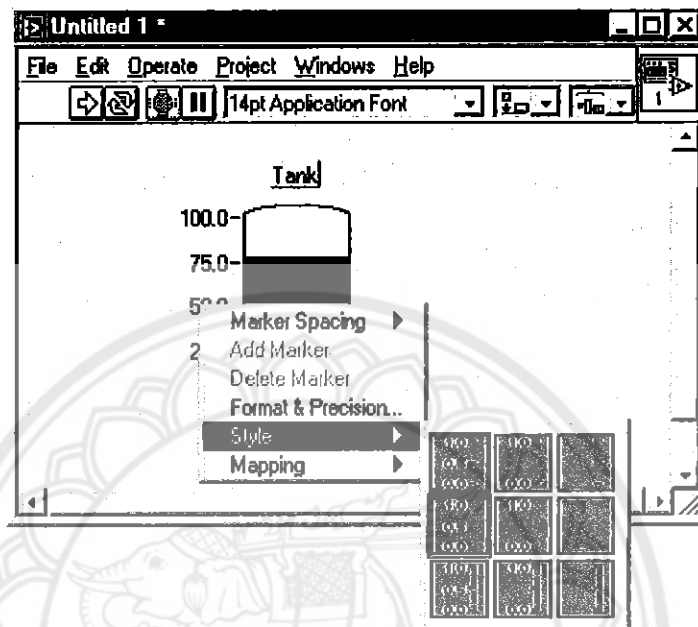 Untitled 1 *
File Edit Operate Project Windows Help
14pt Application Font
1
Tank
100.0
75.0
Marker Spacing
Add Marker
Delete Marker
Format & Precision...
Style
Mapping